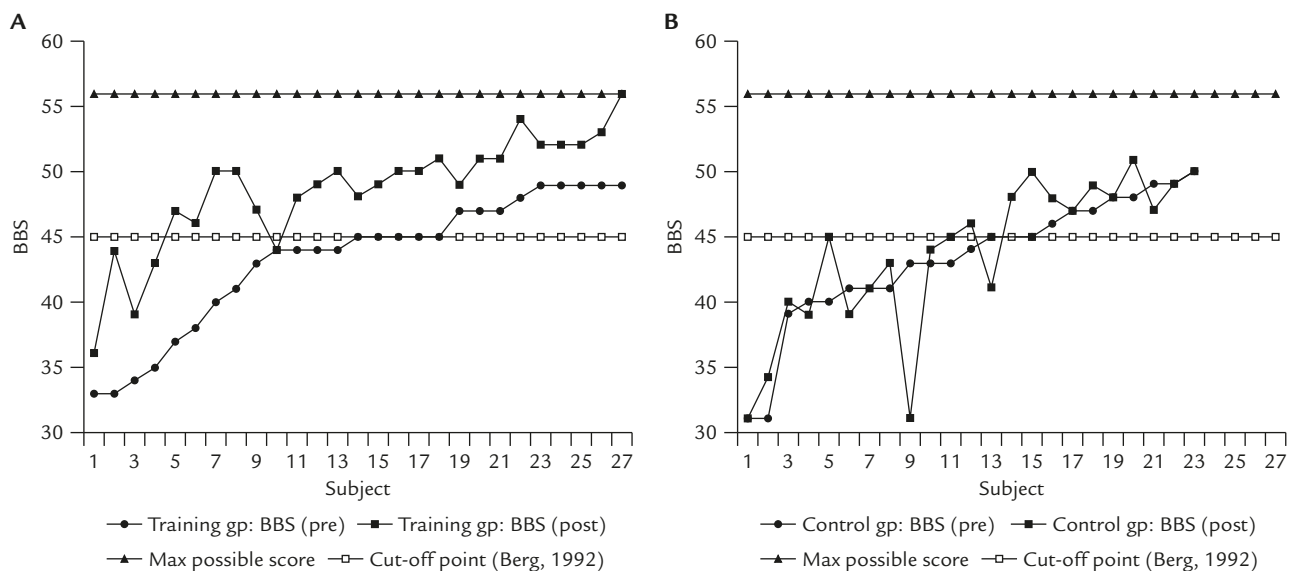 A
60
55
50
45
40
35
30
BBS
1 3 5 7 9 11 13 15 17 19 21 23 25 27
Subject
Training gp: BBS (pre) Training gp: BBS (post)
Max possible score Cut-off point (Berg, 1992)
B
60
55
50
45
40
35
30
BBS
1 3 5 7 9 11 13 15 17 19 21 23 25 27
Subject
Control gp: BBS (pre) Control gp: BBS (post)
Max possible score Cut-off point (Berg, 1992)